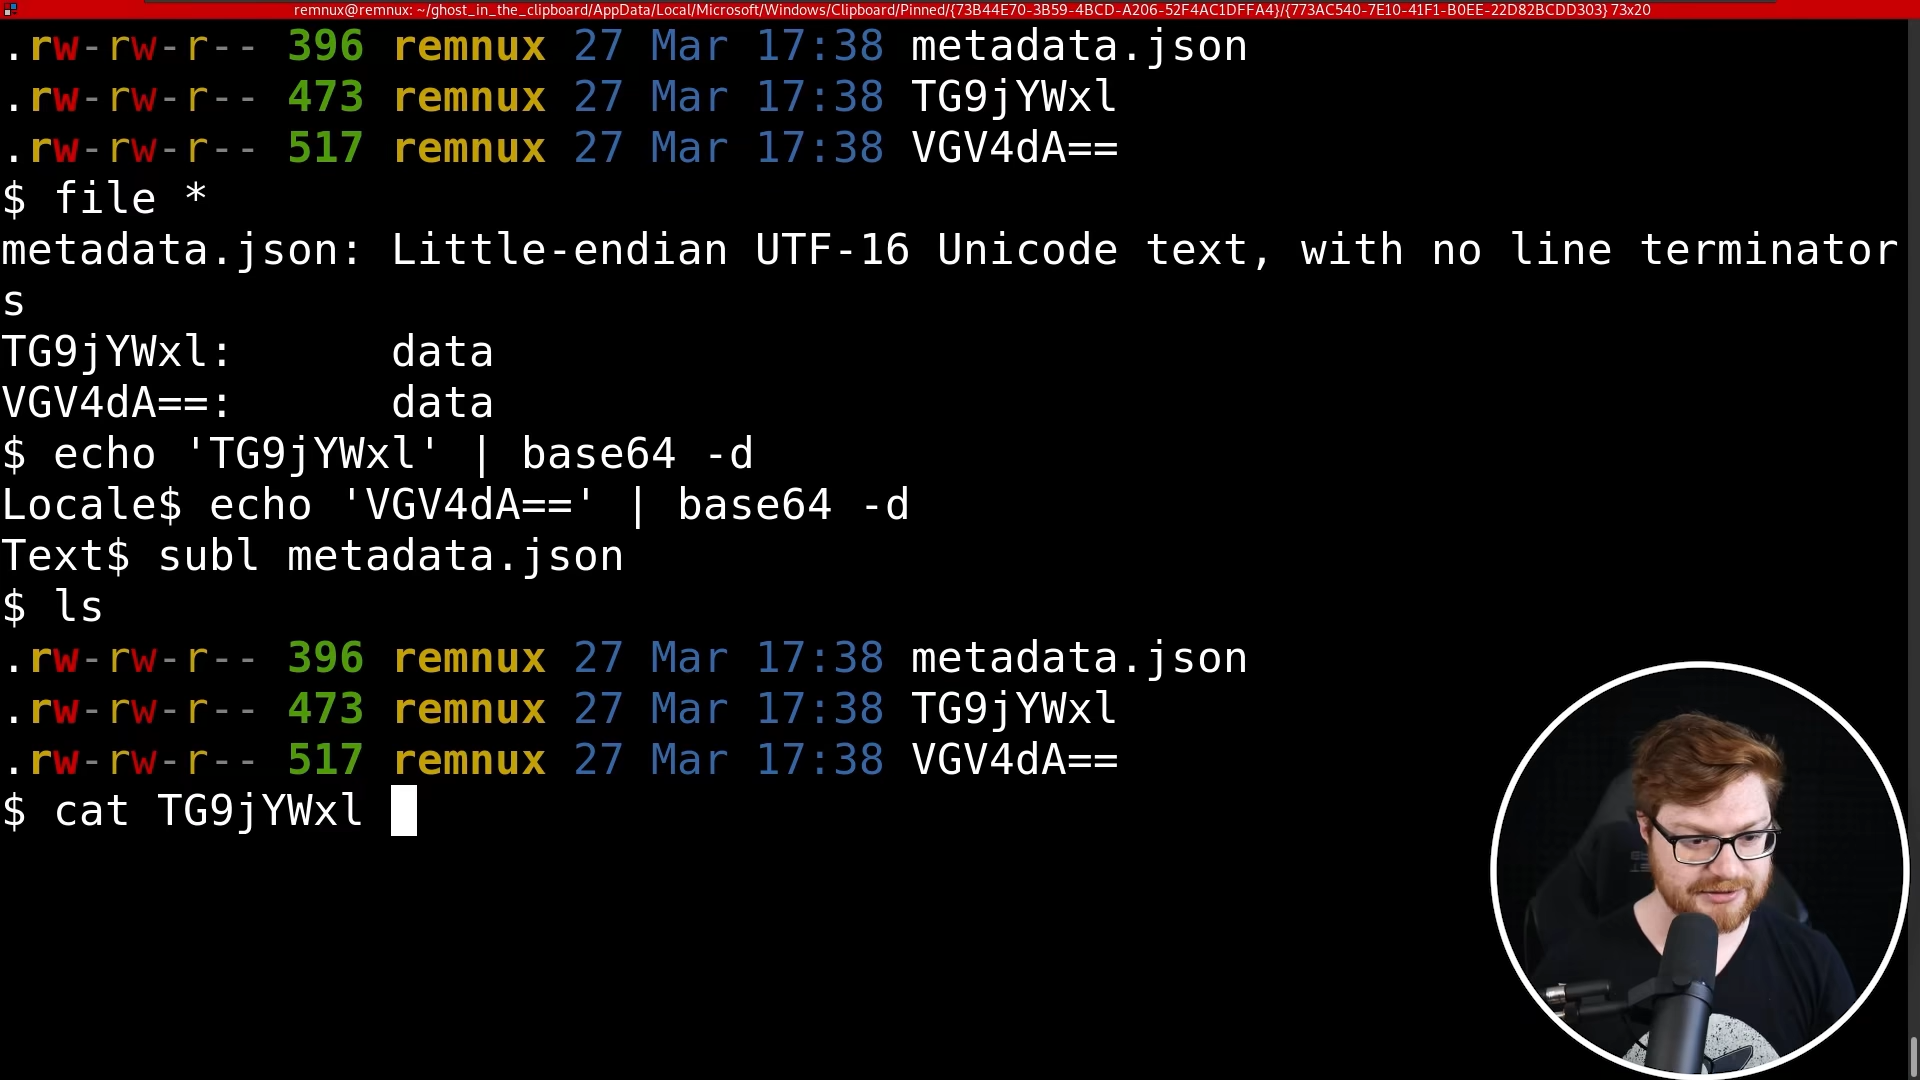 remnux@remnux: ~/ghost_in_the_clipboard/AppData/Local/Microsoft/Windows/Clipboard/Pinned/{73B44E70-3B59-4BCD-A206-52F4AC1DFFA4}/{773AC540-7E10-41F1-B0EE-22D82BCDD303} 73x20
.rw-rw-r-- 396 remnux 27 Mar 17:38 metadata.json
.rw-rw-r-- 473 remnux 27 Mar 17:38 TG9jYWxl
.rw-rw-r-- 517 remnux 27 Mar 17:38 VGV4dA==
$ file *
metadata.json: Little-endian UTF-16 Unicode text, with no line terminator
s
TG9jYWxl:      data
VGV4dA==:      data
$ echo 'TG9jYWxl' | base64 -d
Locale$ echo 'VGV4dA==' | base64 -d
Text$ subl metadata.json
$ ls
.rw-rw-r-- 396 remnux 27 Mar 17:38 metadata.json
.rw-rw-r-- 473 remnux 27 Mar 17:38 TG9jYWxl
.rw-rw-r-- 517 remnux 27 Mar 17:38 VGV4dA==
$ cat TG9jYWxl